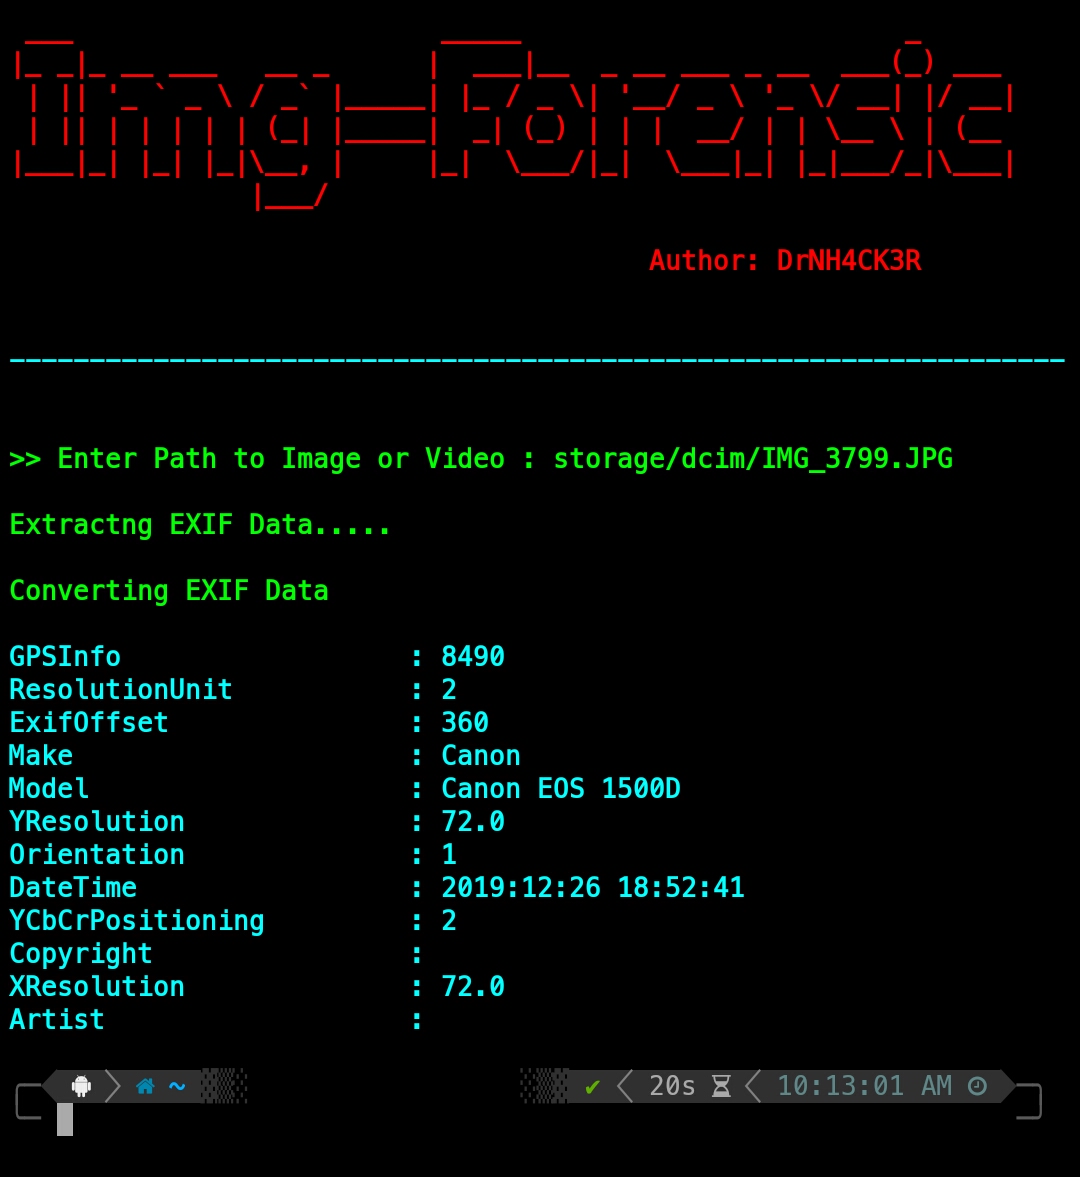 Img-Forensic
Author: DrNH4CK3R
------------------------------------------------------------------
>> Enter Path to Image or Video : storage/dcim/IMG_3799.JPG
Extractng EXIF Data.....
Converting EXIF Data
GPSInfo : 8490
ResolutionUnit : 2
ExifOffset : 360
Make : Canon
Model : Canon EOS 1500D
YResolution : 72.0
Orientation : 1
DateTime : 2019:12:26 18:52:41
YCbCrPositioning : 2
Copyright :
XResolution : 72.0
Artist :
~ ✔ 20s 10:13:01 AM